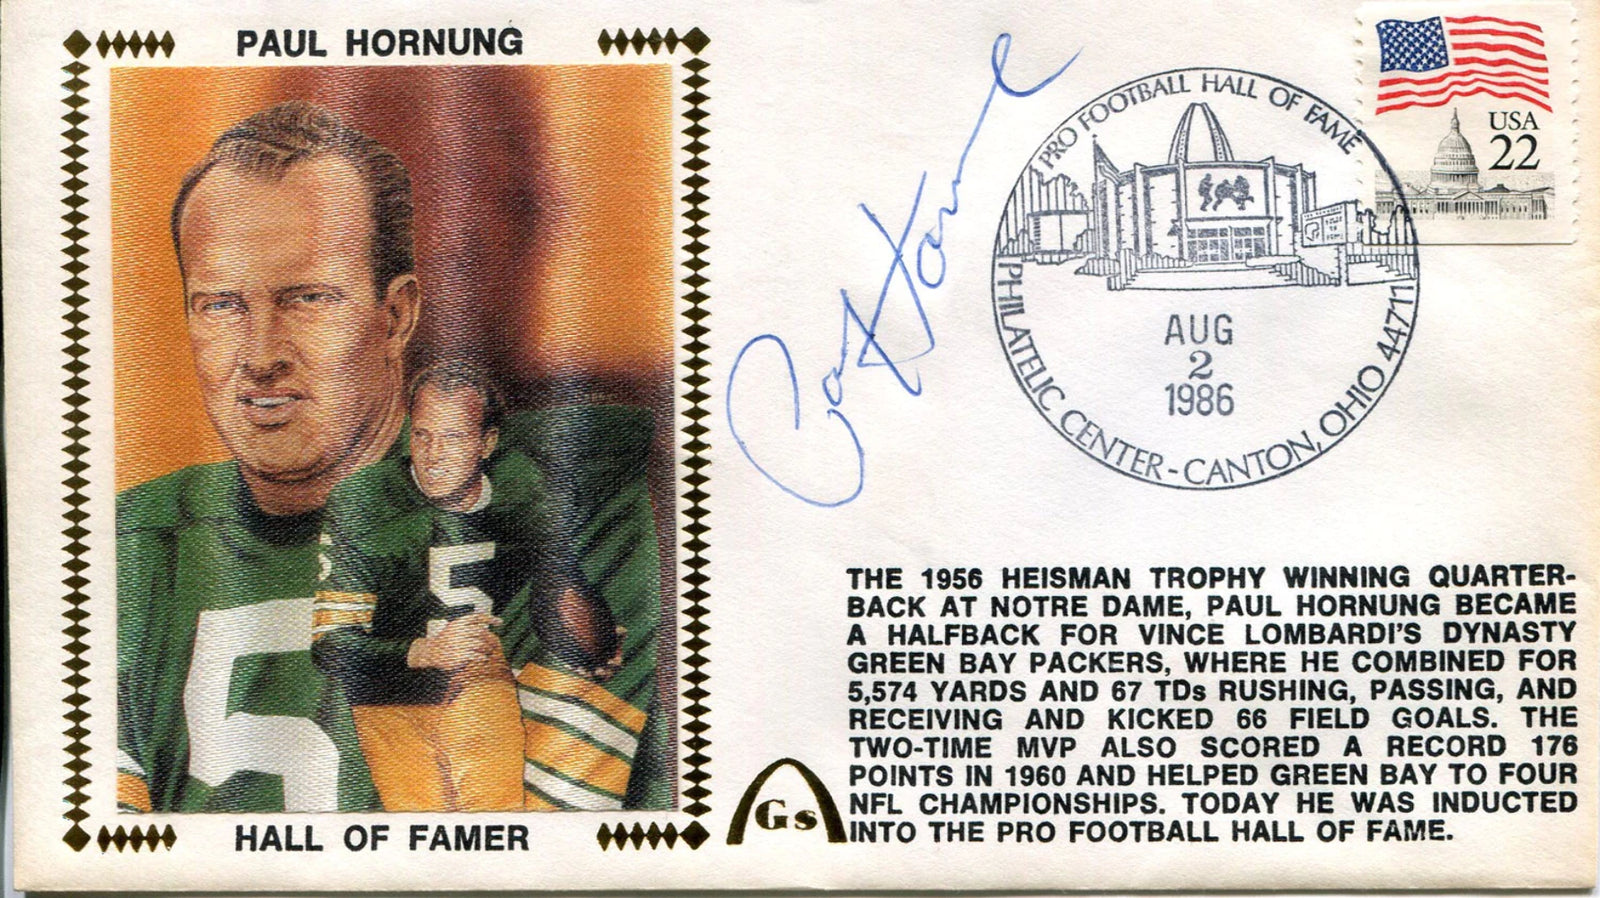 PAUL HORNUNG
HALL OF FAMER
PRO FOOTBALL HALL OF FAME
AUG
2
1986
PHILATELIC CENTER-CANTON, OHIO 44711
USA
22
5
5
Gs
THE 1956 HEISMAN TROPHY WINNING QUARTER-
BACK AT NOTRE DAME, PAUL HORNUNG BECAME
A HALFBACK FOR VINCE LOMBARDI'S DYNASTY
GREEN BAY PACKERS, WHERE HE COMBINED FOR
5,574 YARDS AND 67 TDs RUSHING, PASSING, AND
RECEIVING AND KICKED 66 FIELD GOALS. THE
TWO-TIME MVP ALSO SCORED A RECORD 176
POINTS IN 1960 AND HELPED GREEN BAY TO FOUR
NFL CHAMPIONSHIPS. TODAY HE WAS INDUCTED
INTO THE PRO FOOTBALL HALL OF FAME.